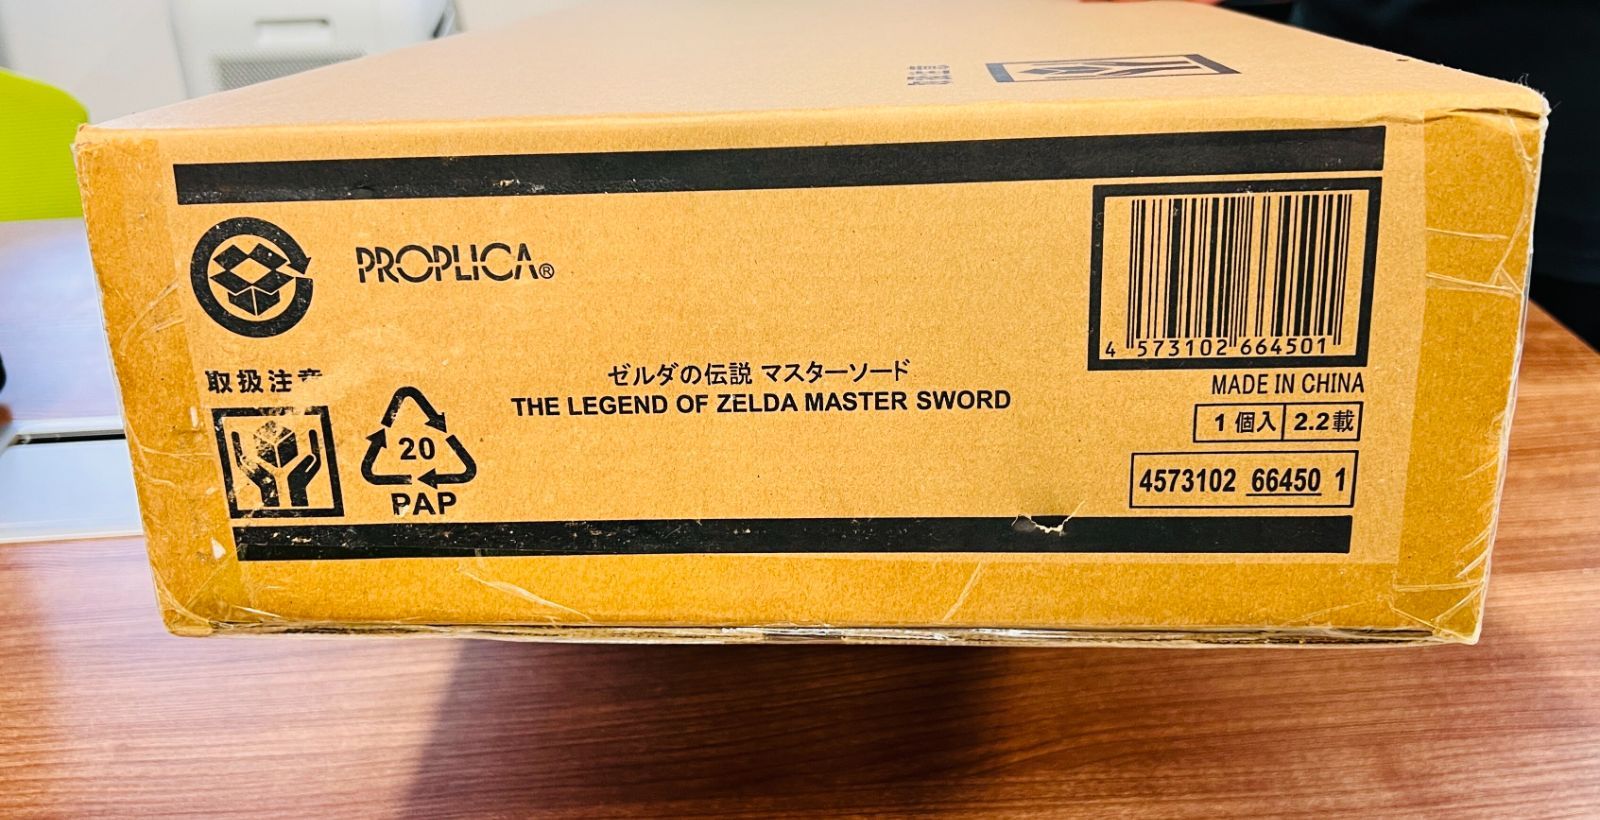 PROPLICA®
取扱注意
20
PAP
ゼルダの伝説 マスターソード
THE LEGEND OF ZELDA MASTER SWORD
4 573102 664501
MADE IN CHINA
1個入 2.2載
4573102 66450 1